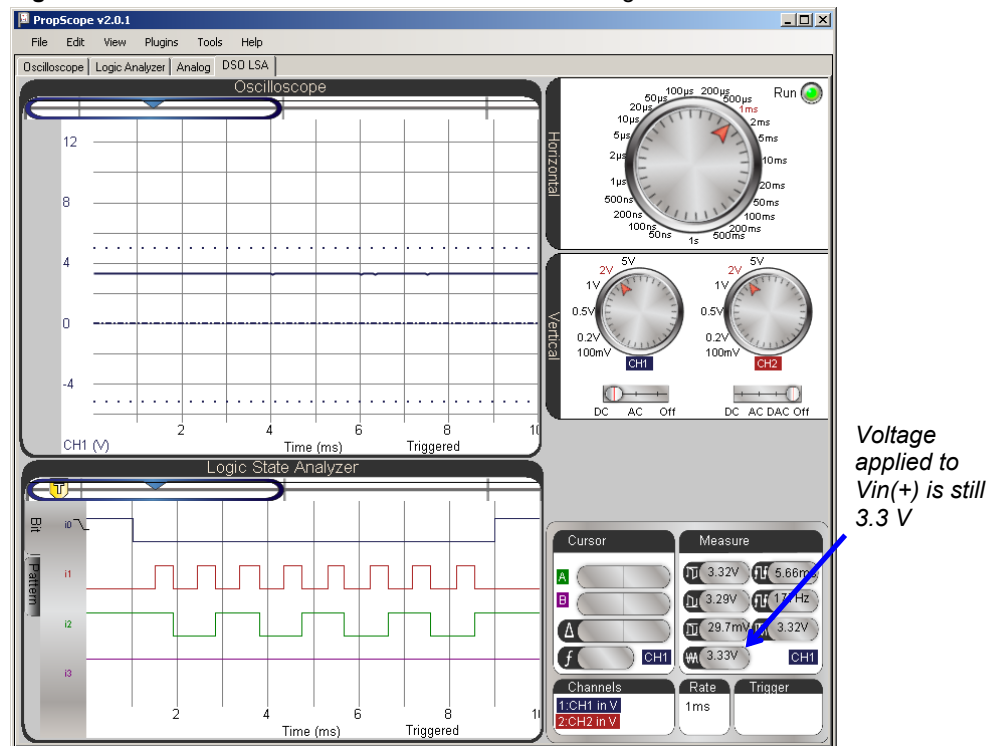 PropScope v2.0.1
File Edit View Plugins Tools Help
Oscilloscope Logic Analyzer Analog DSO LSA
Oscilloscope
12
8
4
0
-4
2 4 6 8
CH1 (V) Time (ms) Triggered
Horizontal
Run
50ns
100ns
200ns
500ns
1µs
2µs
5µs
10µs
20µs
50µs
100µs
200µs
500µs
1ms
2ms
5ms
10ms
20ms
50ms
100ms
200ms
500ms
1s
Vertical
5V
2V
1V
0.5V
0.2V
100mV
CH1
DC AC Off
5V
2V
1V
0.5V
0.2V
100mV
CH2
DC AC DAC Off
Voltage
applied to
Vin(+) is still
3.3 V
Logic State Analyzer
T
Bit
Pattern
i0
i1
i2
i3
2 4 6 8
Time (ms) Triggered
Cursor
A
B
Δ
f CH1
Measure
3.32V 5.66ms
3.29V
29.7mV 3.32V
3.33V CH1
Channels
1:CH1 in V
2:CH2 in V
Rate
1ms
Trigger